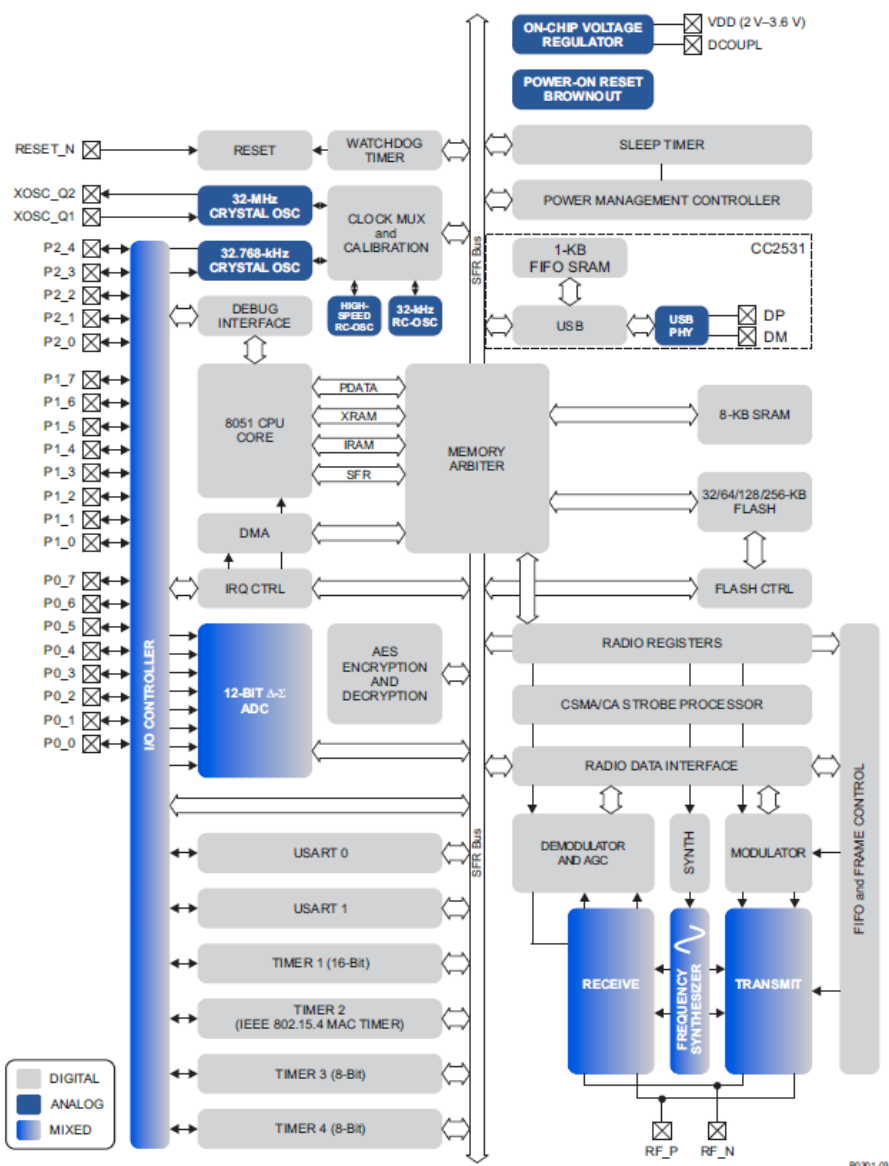 ON-CHIP VOLTAGE
REGULATOR
VDD (2 V–3.6 V)
DCOUPL
POWER-ON RESET
BROWNOUT
RESET_N
RESET
WATCHDOG
TIMER
SLEEP TIMER
XOSC_Q2
XOSC_Q1
32-MHz
CRYSTAL OSC
CLOCK MUX
and
CALIBRATION
POWER MANAGEMENT CONTROLLER
SFR Bus
P2_4
P2_3
P2_2
P2_1
P2_0
32.768-kHz
CRYSTAL OSC
HIGH-
SPEED
RC-OSC
32-kHz
RC-OSC
DEBUG
INTERFACE
1-KB
FIFO SRAM
CC2531
USB
USB
PHY
DP
DM
P1_7
P1_6
P1_5
P1_4
P1_3
P1_2
P1_1
P1_0
8051 CPU
CORE
PDATA
XRAM
IRAM
SFR
MEMORY
ARBITER
8-KB SRAM
32/64/128/256-KB
FLASH
DMA
IRQ CTRL
FLASH CTRL
P0_7
P0_6
P0_5
P0_4
P0_3
P0_2
P0_1
P0_0
I/O CONTROLLER
12-BIT Δ-Σ
ADC
AES
ENCRYPTION
AND
DECRYPTION
RADIO REGISTERS
CSMA/CA STROBE PROCESSOR
RADIO DATA INTERFACE
SFR Bus
DEMODULATOR
AND AGC
SYNTH
MODULATOR
FIFO and FRAME CONTROL
USART 0
USART 1
TIMER 1 (16-Bit)
TIMER 2
(IEEE 802.15.4 MAC TIMER)
TIMER 3 (8-Bit)
TIMER 4 (8-Bit)
RECEIVE
FREQUENCY
SYNTHESIZER
TRANSMIT
DIGITAL
ANALOG
MIXED
RF_P
RF_N